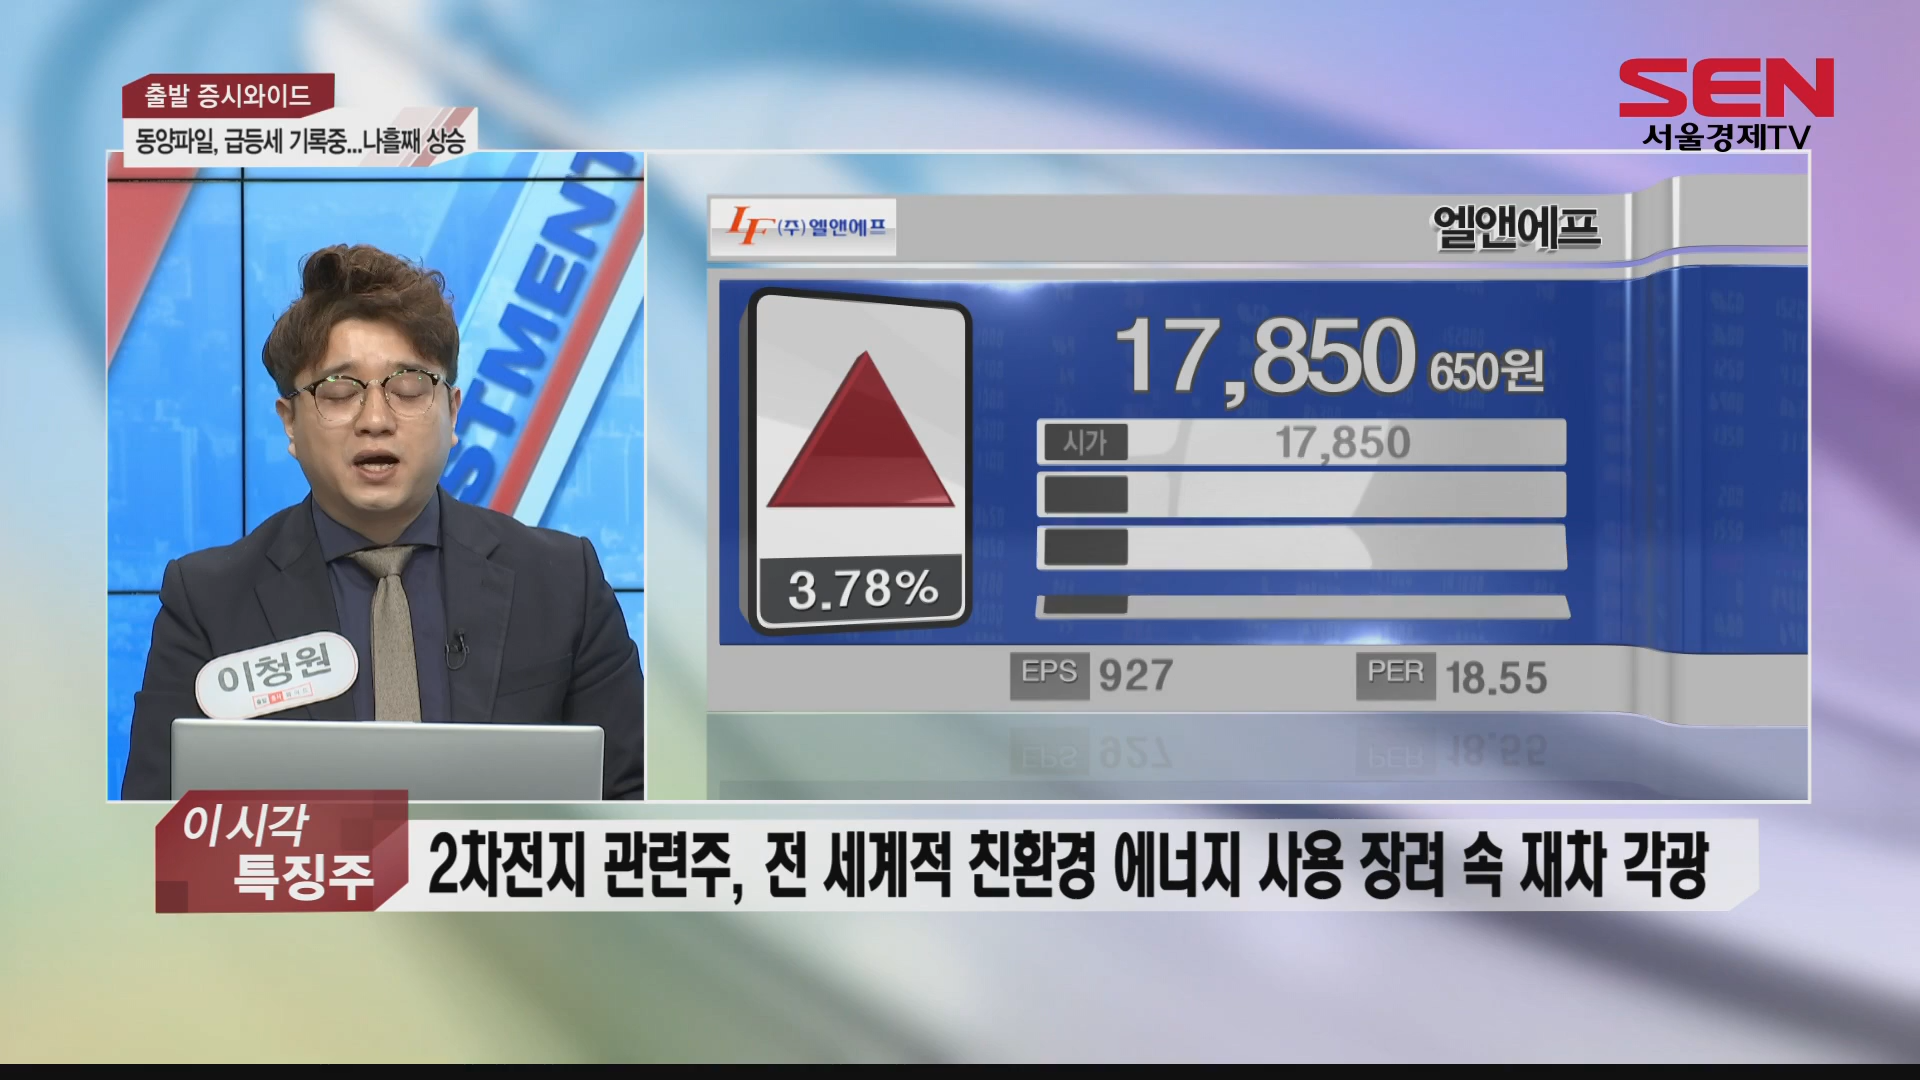 출발 증시와이드
동양파일, 급등세 기록중...나흘째 상승
SEN
서울경제TV
STMENT
이청원
LF (주)엘앤에프
엘앤에프
17,850 650원
3.78%
시가 17,850
EPS 927 PER 18.55
이시각
특징주
2차전지 관련주, 전 세계적 친환경 에너지 사용 장려 속 재차 각광